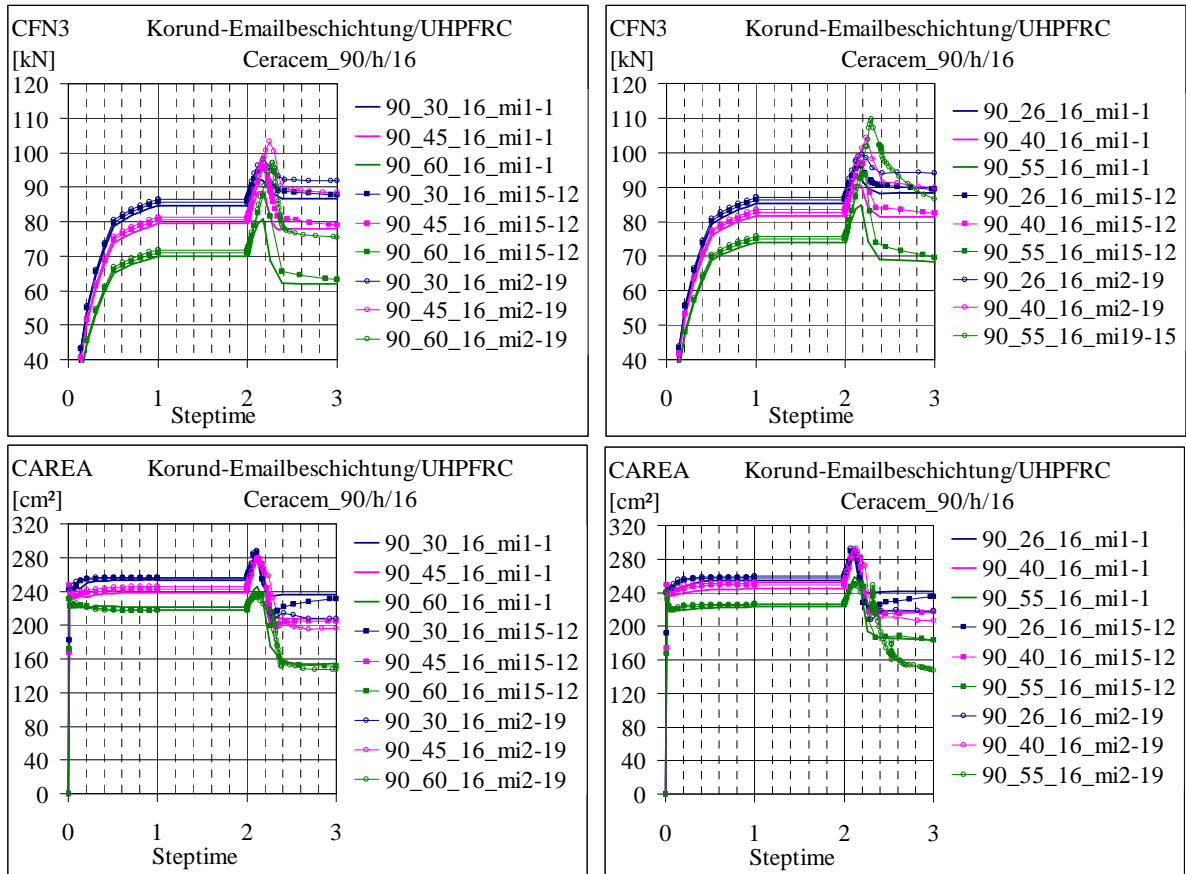 CFN3 Korund-Emailbeschichtung/UHPFRC
[kN] Ceracem_90/h/16
120
110
100
90
80
70
60
50
40
0 1 2 3
Steptime
90_30_16_mi1-1
90_45_16_mi1-1
90_60_16_mi1-1
90_30_16_mi15-12
90_45_16_mi15-12
90_60_16_mi15-12
90_30_16_mi2-19
90_45_16_mi2-19
90_60_16_mi2-19
CFN3 Korund-Emailbeschichtung/UHPFRC
[kN] Ceracem_90/h/16
120
110
100
90
80
70
60
50
40
0 1 2 3
Steptime
90_26_16_mi1-1
90_40_16_mi1-1
90_55_16_mi1-1
90_26_16_mi15-12
90_40_16_mi15-12
90_55_16_mi15-12
90_26_16_mi2-19
90_40_16_mi2-19
90_55_16_mi19-15
CAREA Korund-Emailbeschichtung/UHPFRC
[cm²] Ceracem_90/h/16
320
280
240
200
160
120
80
40
0
0 1 2 3
Steptime
90_30_16_mi1-1
90_45_16_mi1-1
90_60_16_mi1-1
90_30_16_mi15-12
90_45_16_mi15-12
90_60_16_mi15-12
90_30_16_mi2-19
90_45_16_mi2-19
90_60_16_mi2-19
CAREA Korund-Emailbeschichtung/UHPFRC
[cm²] Ceracem_90/h/16
320
280
240
200
160
120
80
40
0
0 1 2 3
Steptime
90_26_16_mi1-1
90_40_16_mi1-1
90_55_16_mi1-1
90_26_16_mi15-12
90_40_16_mi15-12
90_55_16_mi15-12
90_26_16_mi2-19
90_40_16_mi2-19
90_55_16_mi2-19